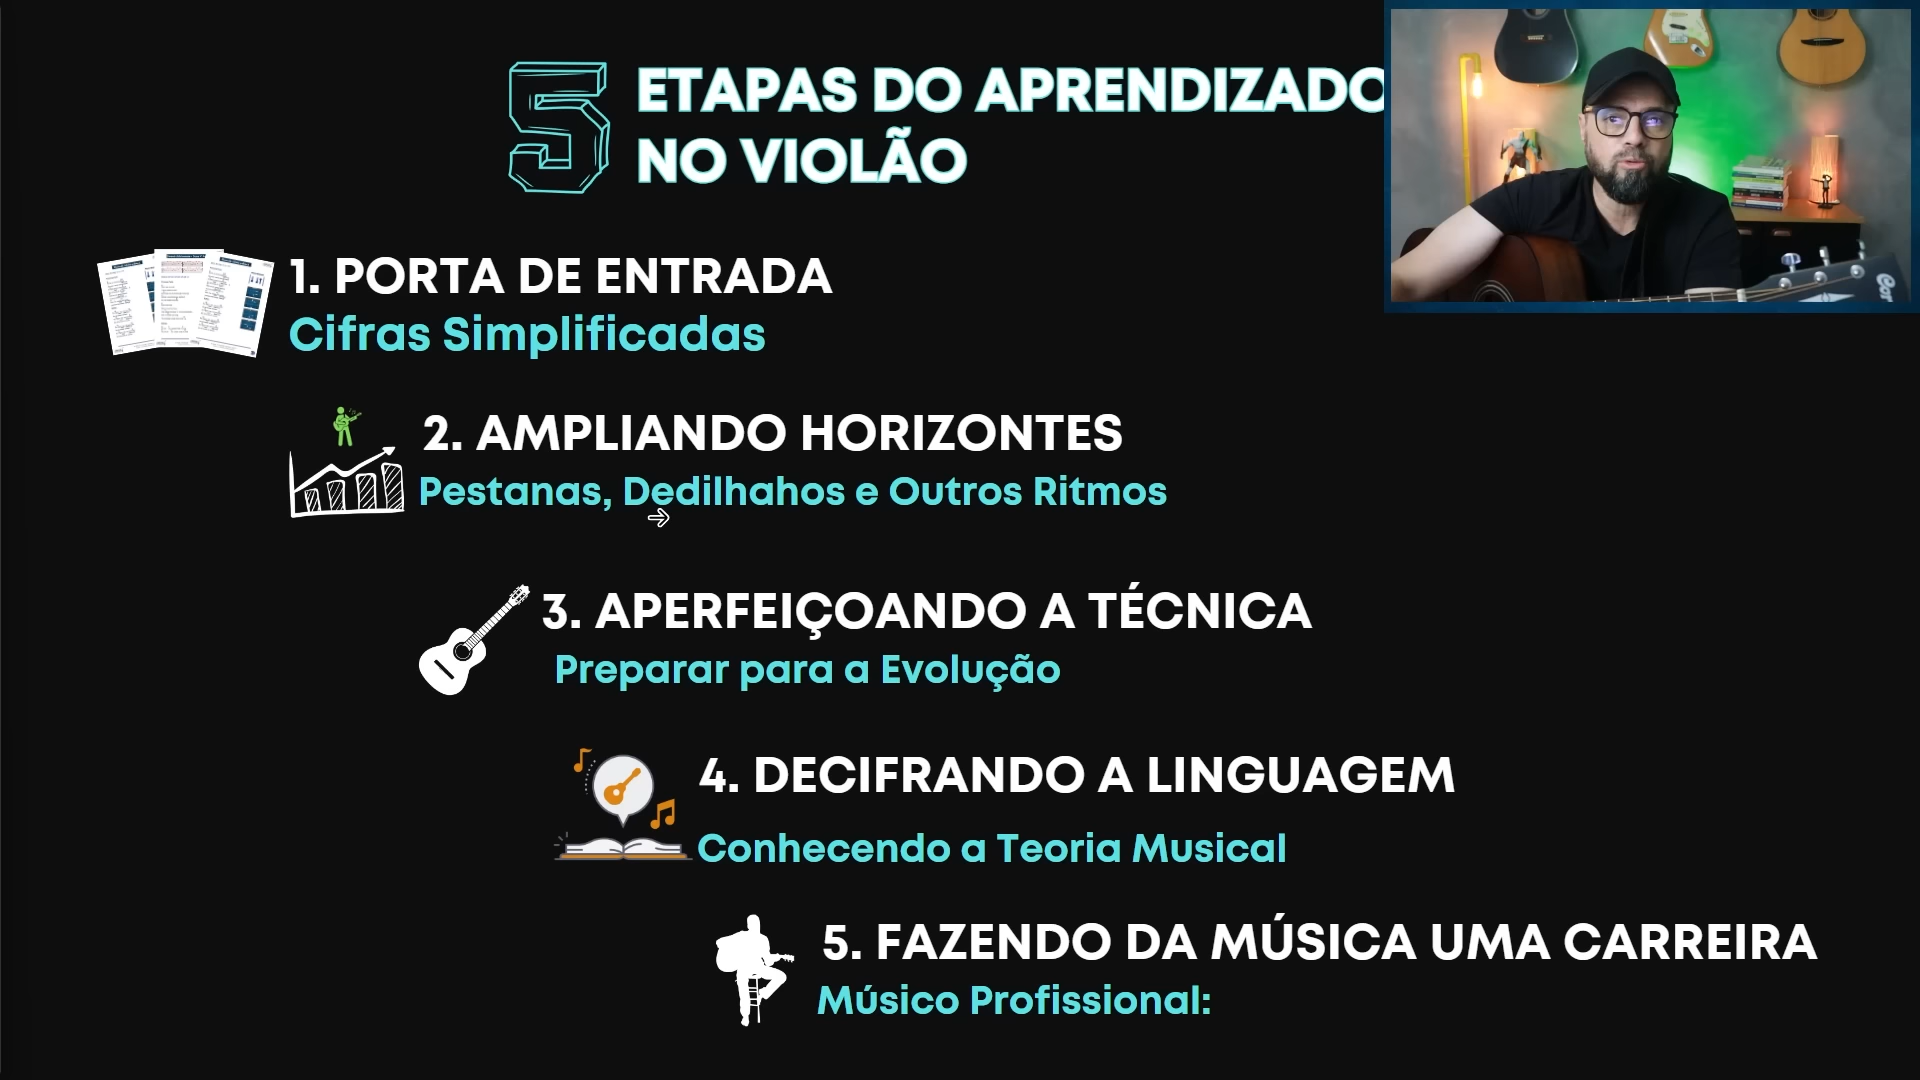 5 ETAPAS DO APRENDIZADO
NO VIOLÃO
1. PORTA DE ENTRADA
Cifras Simplificadas
2. AMPLIANDO HORIZONTES
Pestanas, Dedilhahos e Outros Ritmos
3. APERFEIÇOANDO A TÉCNICA
Preparar para a Evolução
4. DECIFRANDO A LINGUAGEM
Conhecendo a Teoria Musical
5. FAZENDO DA MÚSICA UMA CARREIRA
Músico Profissional: